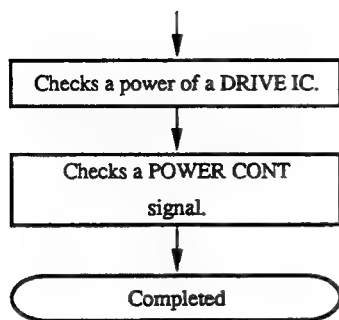 Checks a power of a DRIVE IC.
Checks a POWER CONT
signal.
Completed